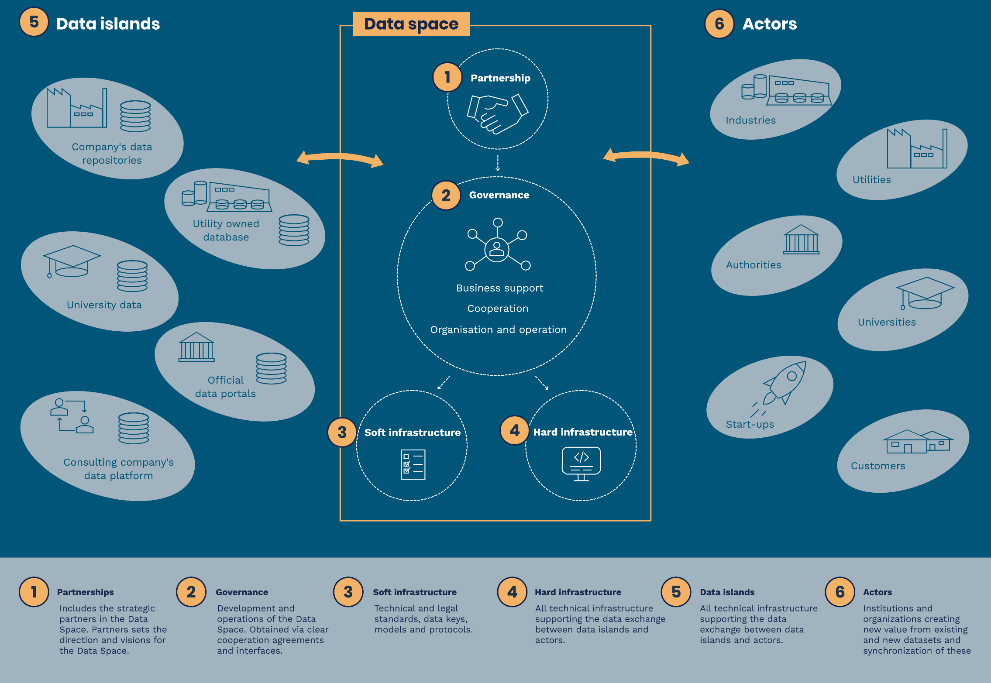 5 Data islands
Company's data
repositories
Utility owned
database
University data
Official
data portals
Consulting company's
data platform
Data space
1 Partnership
2 Governance
Business support
Cooperation
Organisation and operation
3 Soft infrastructure
4 Hard infrastructure
</>
6 Actors
Industries
Utilities
Authorities
Universities
Start-ups
Customers
1 Partnerships
Includes the strategic
partners in the Data
Space. Partners sets the
direction and visions for
the Data Space.
2 Governance
Development and
operations of the Data
Space. Obtained via clear
cooperation agreements
and interfaces.
3 Soft infrastructure
Technical and legal
standards, data keys,
models and protocols.
4 Hard infrastructure
All technical infrastructure
supporting the data exchange
between data islands and
actors.
5 Data islands
All technical infrastructure
supporting the data
exchange between data
islands and actors.
6 Actors
Institutions and
organizations creating
new value from existing
and new datasets and
synchronization of these